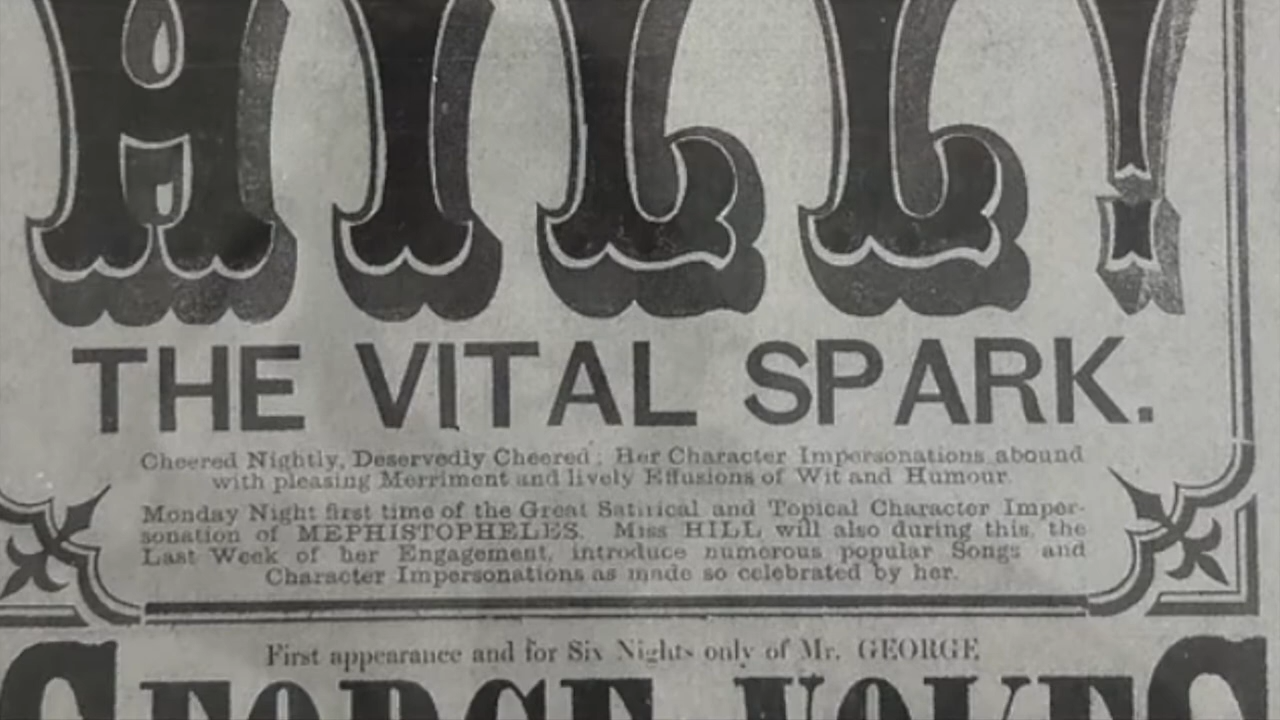 HILL!
THE VITAL SPARK.
Cheered Nightly, Deservedly Cheered; Her Character Impersonations abound
with pleasing Merriment and lively Effusions of Wit and Humour.
Monday Night first time of the Great Satirical and Topical Character Imper-
sonation of MEPHISTOPHELES. Miss HILL will also during this, the
Last Week of her Engagement, introduce numerous popular Songs and
Character Impersonations as made so celebrated by her.
First appearance and for Six Nights only of Mr. GEORGE
GEORGE VOKES